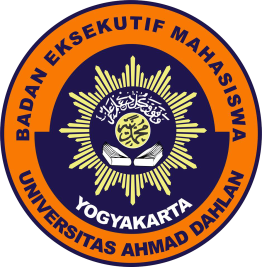 BADAN EKSEKUTIF MAHASISWA
YOGYAKARTA
UNIVERSITAS AHMAD DAHLAN